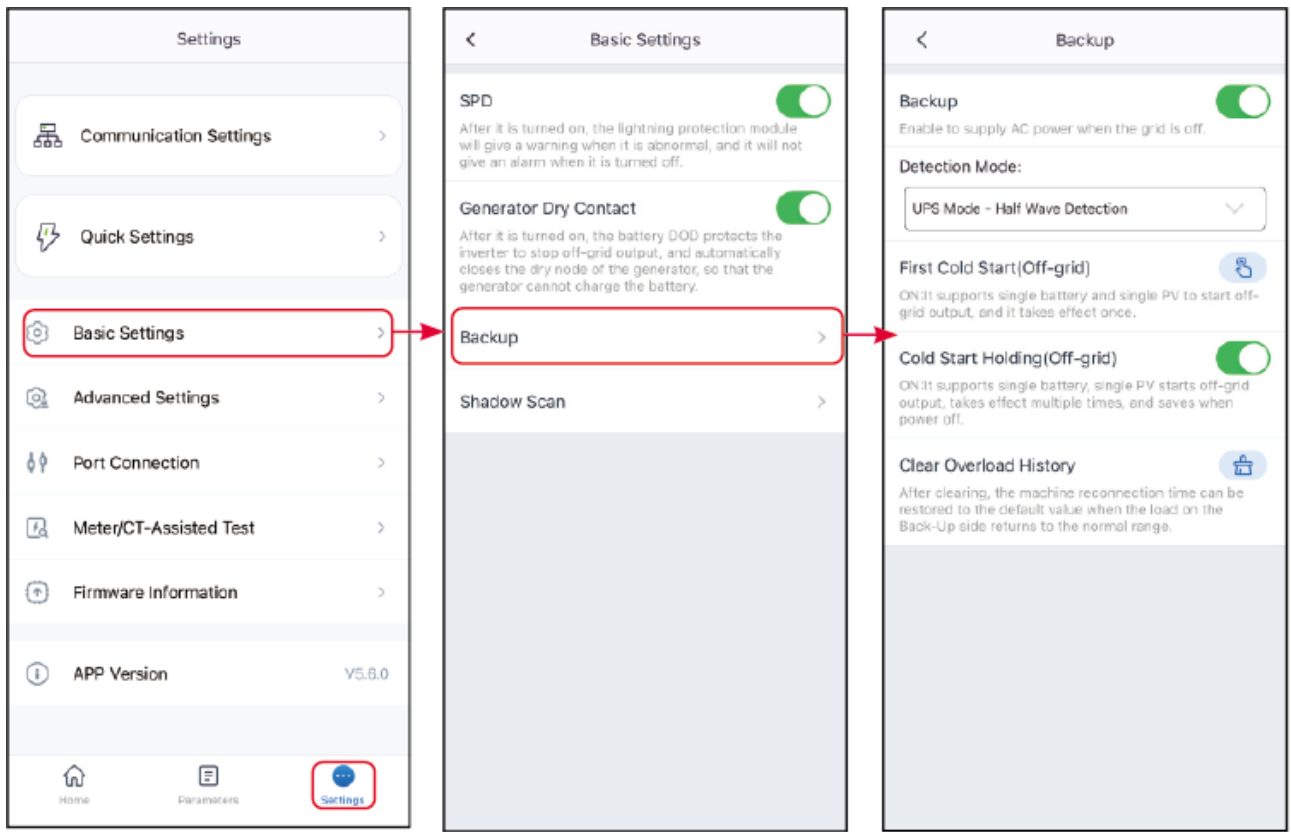 Settings
Communication Settings
Quick Settings
Basic Settings
Advanced Settings
Port Connection
Meter/CT-Assisted Test
Firmware Information
APP Version V5.6.0
Home Parameters Settings
Basic Settings
SPD
After it is turned on, the lightning protection module
will give a warning when it is abnormal, and it will not
give an alarm when it is turned off.
Generator Dry Contact
After it is turned on, the battery DOD protects the
inverter to stop off-grid output, and automatically
closes the dry node of the generator, so that the
generator cannot charge the battery.
Backup
Shadow Scan
Backup
Backup
Enable to supply AC power when the grid is off.
Detection Mode:
UPS Mode - Half Wave Detection
First Cold Start(Off-grid)
ON:It supports single battery and single PV to start off-
grid output, and it takes effect once.
Cold Start Holding(Off-grid)
ON:It supports single battery, single PV starts off-grid
output, takes effect multiple times, and saves when
power off.
Clear Overload History
After clearing, the machine reconnection time can be
restored to the default value when the load on the
Back-Up side returns to the normal range.